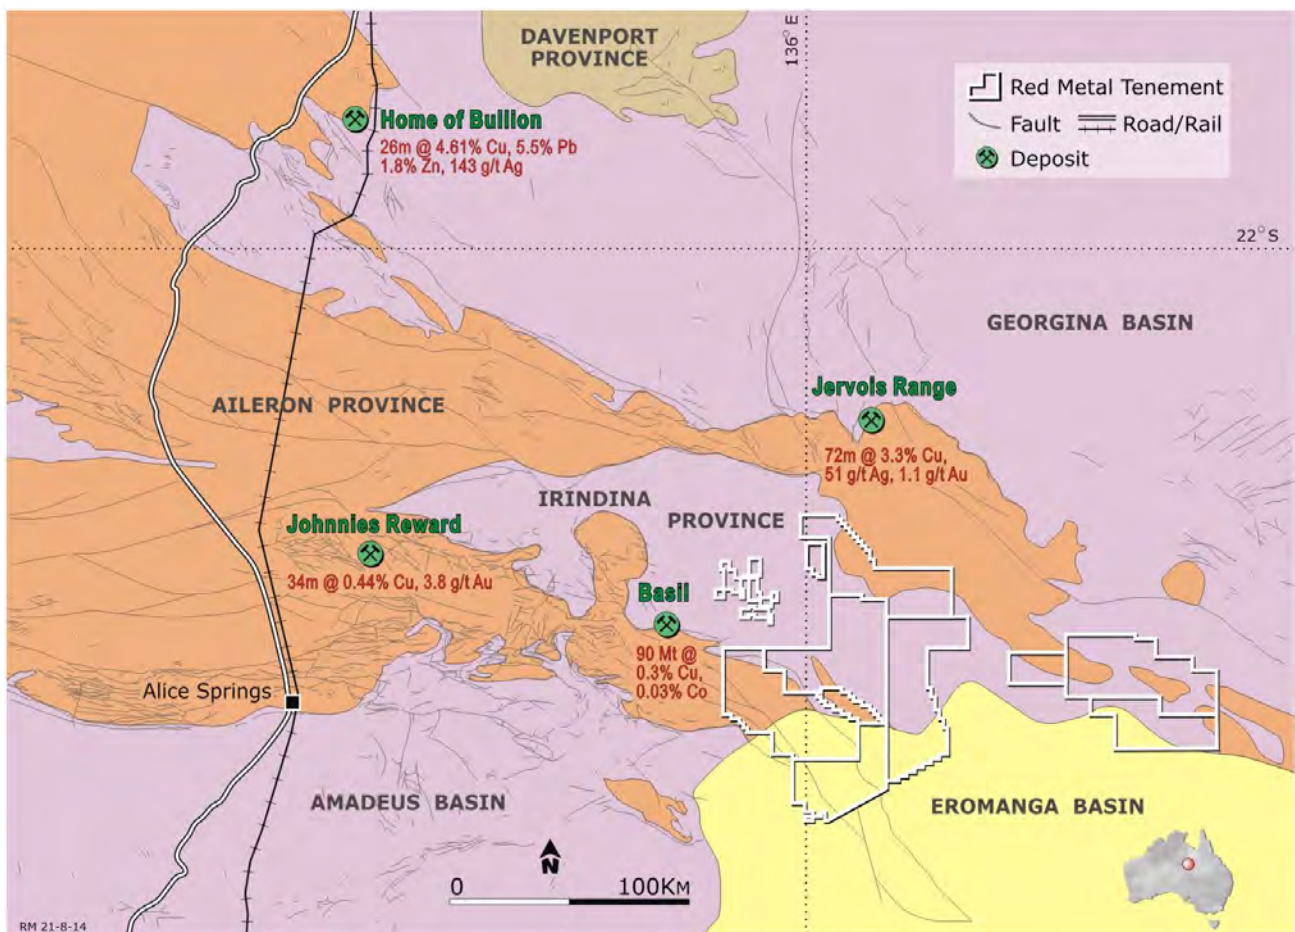 DAVENPORT
PROVINCE
136° E
Red Metal Tenement
Fault
Road/Rail
Deposit
Home of Bullion
26m @ 4.61% Cu, 5.5% Pb
1.8% Zn, 143 g/t Ag
22° S
GEORGINA BASIN
Jervois Range
72m @ 3.3% Cu,
51 g/t Ag, 1.1 g/t Au
AILERON PROVINCE
IRINDINA
PROVINCE
Johnnies Reward
34m @ 0.44% Cu, 3.8 g/t Au
Basil
90 Mt @
0.3% Cu,
0.03% Co
Alice Springs
AMADEUS BASIN
EROMANGA BASIN
N
0 100KM
RM 21-8-14